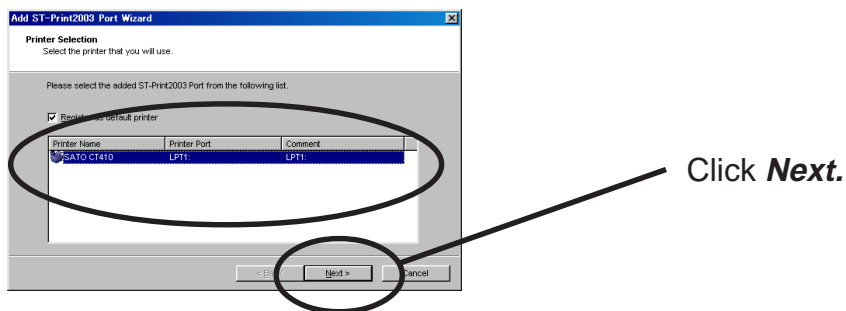 Add ST-Print2003 Port Wizard
Printer Selection
Select the printer that you will use.
Please select the added ST-Print2003 Port from the following list.
Register as default printer
Printer Name Printer Port Comment
SATO CT410 LPT1: LPT1:
Click Next.
< Back Next > Cancel